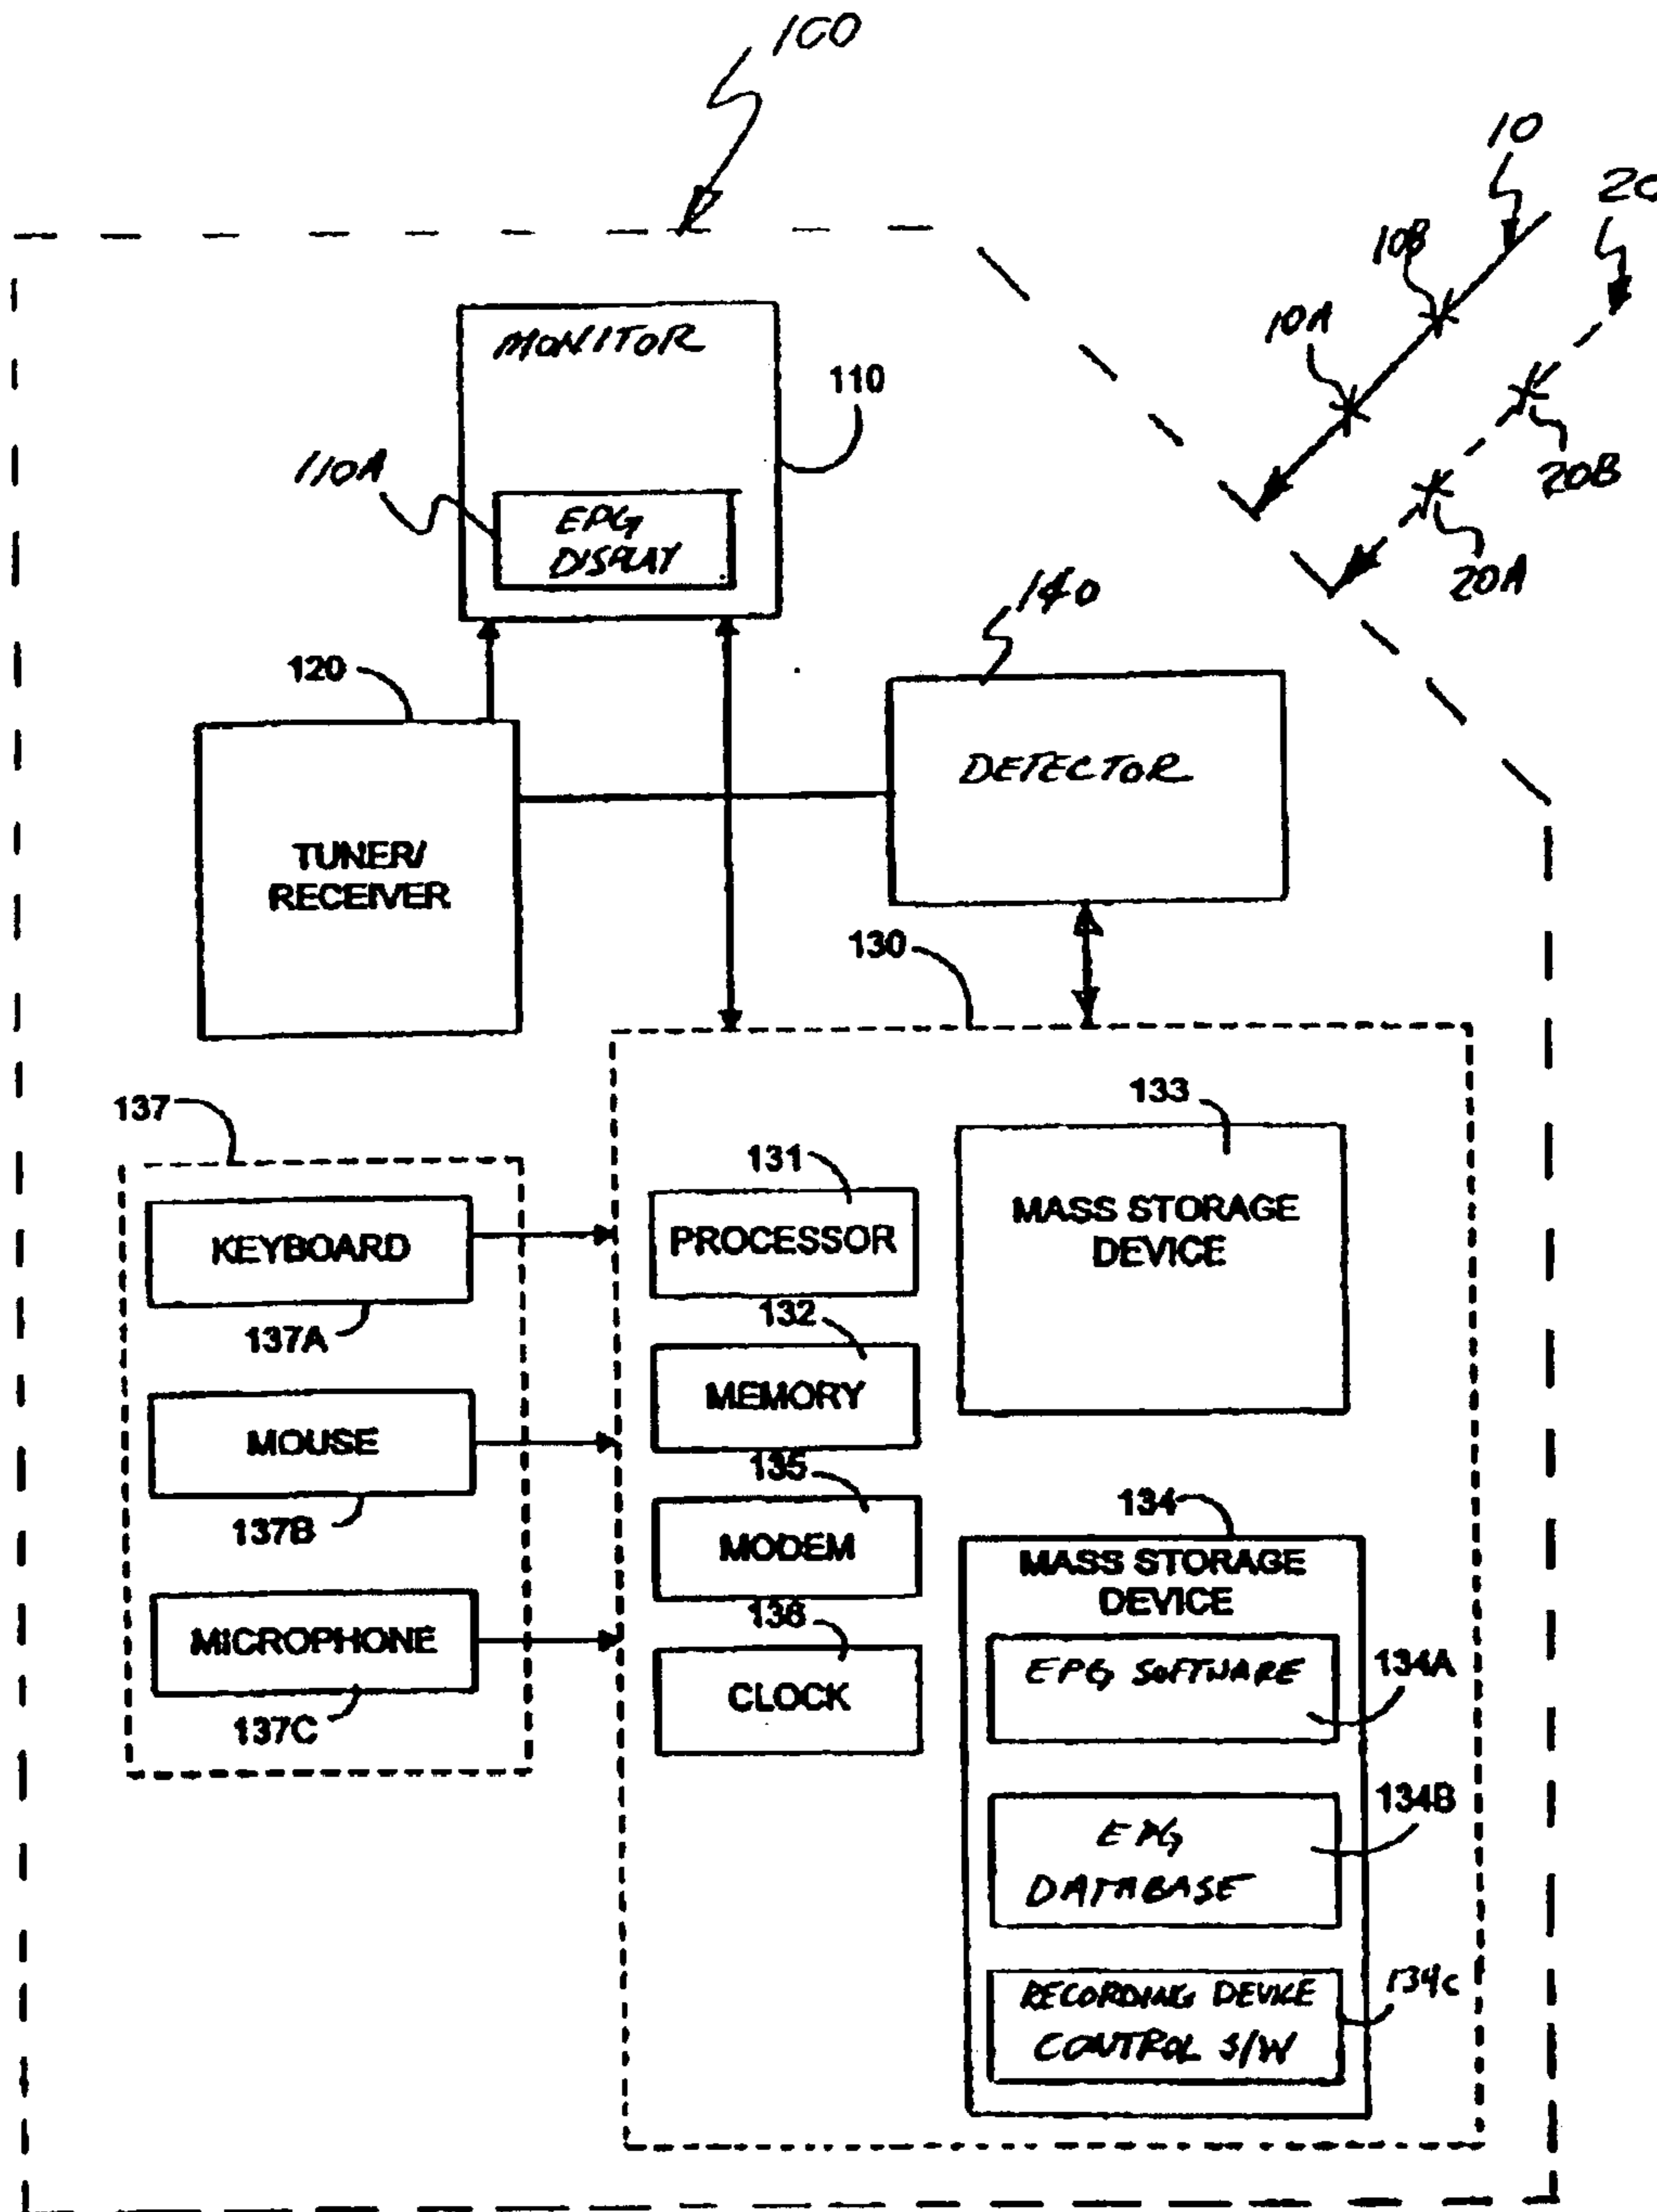 100
10
20
10B
10A
MONITOR
110
110A
EPG
DISPLAY
20B
20A
140
120
DETECTOR
TUNER/
RECEIVER
130
137
133
131
KEYBOARD
PROCESSOR
MASS STORAGE
DEVICE
137A
132
MOUSE
MEMORY
137B
135
134
MODEM
MASS STORAGE
DEVICE
136
MICROPHONE
EPG SOFTWARE
134A
137C
CLOCK
134B
EPG
DATABASE
RECORDING DEVICE
CONTROL S/W
134C